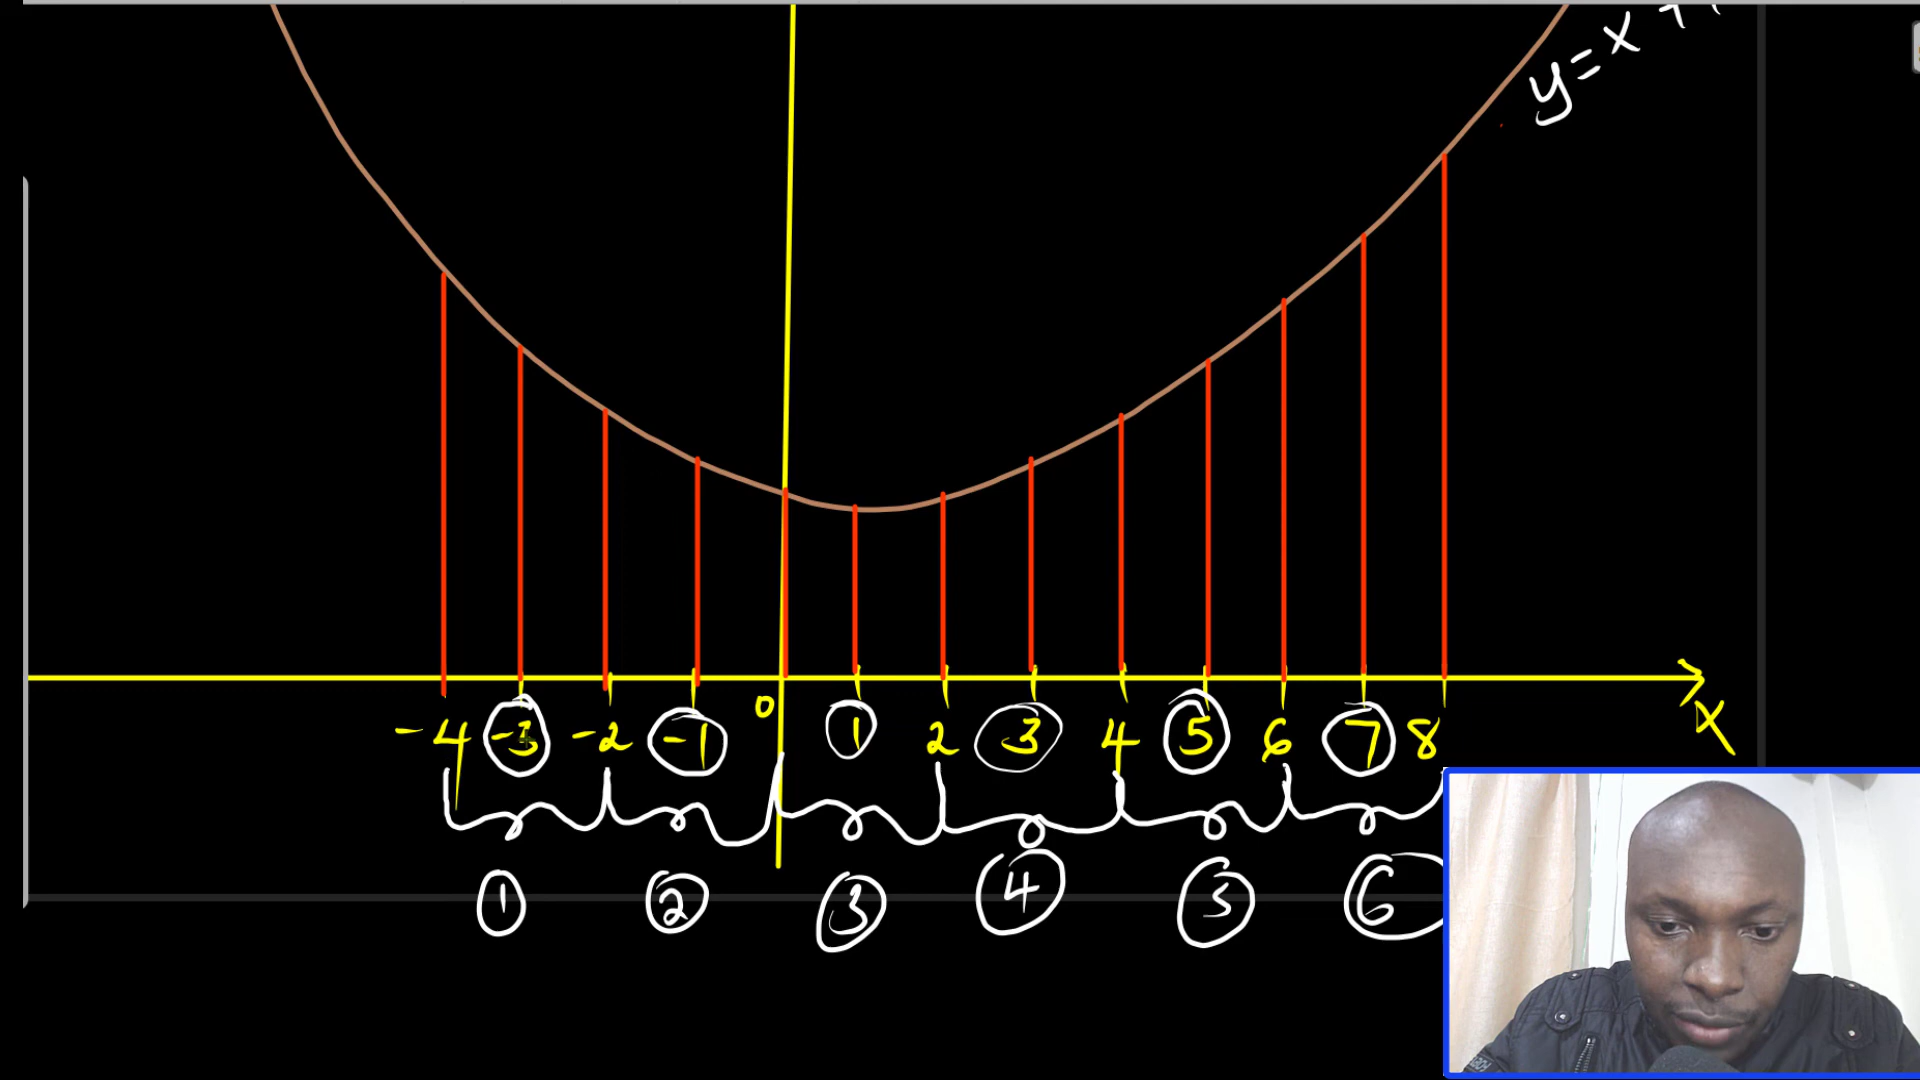 y = x +
0
-4 -3 -2 -1 1 2 3 4 5 6 7 8 X
1 2 3 4 5 6